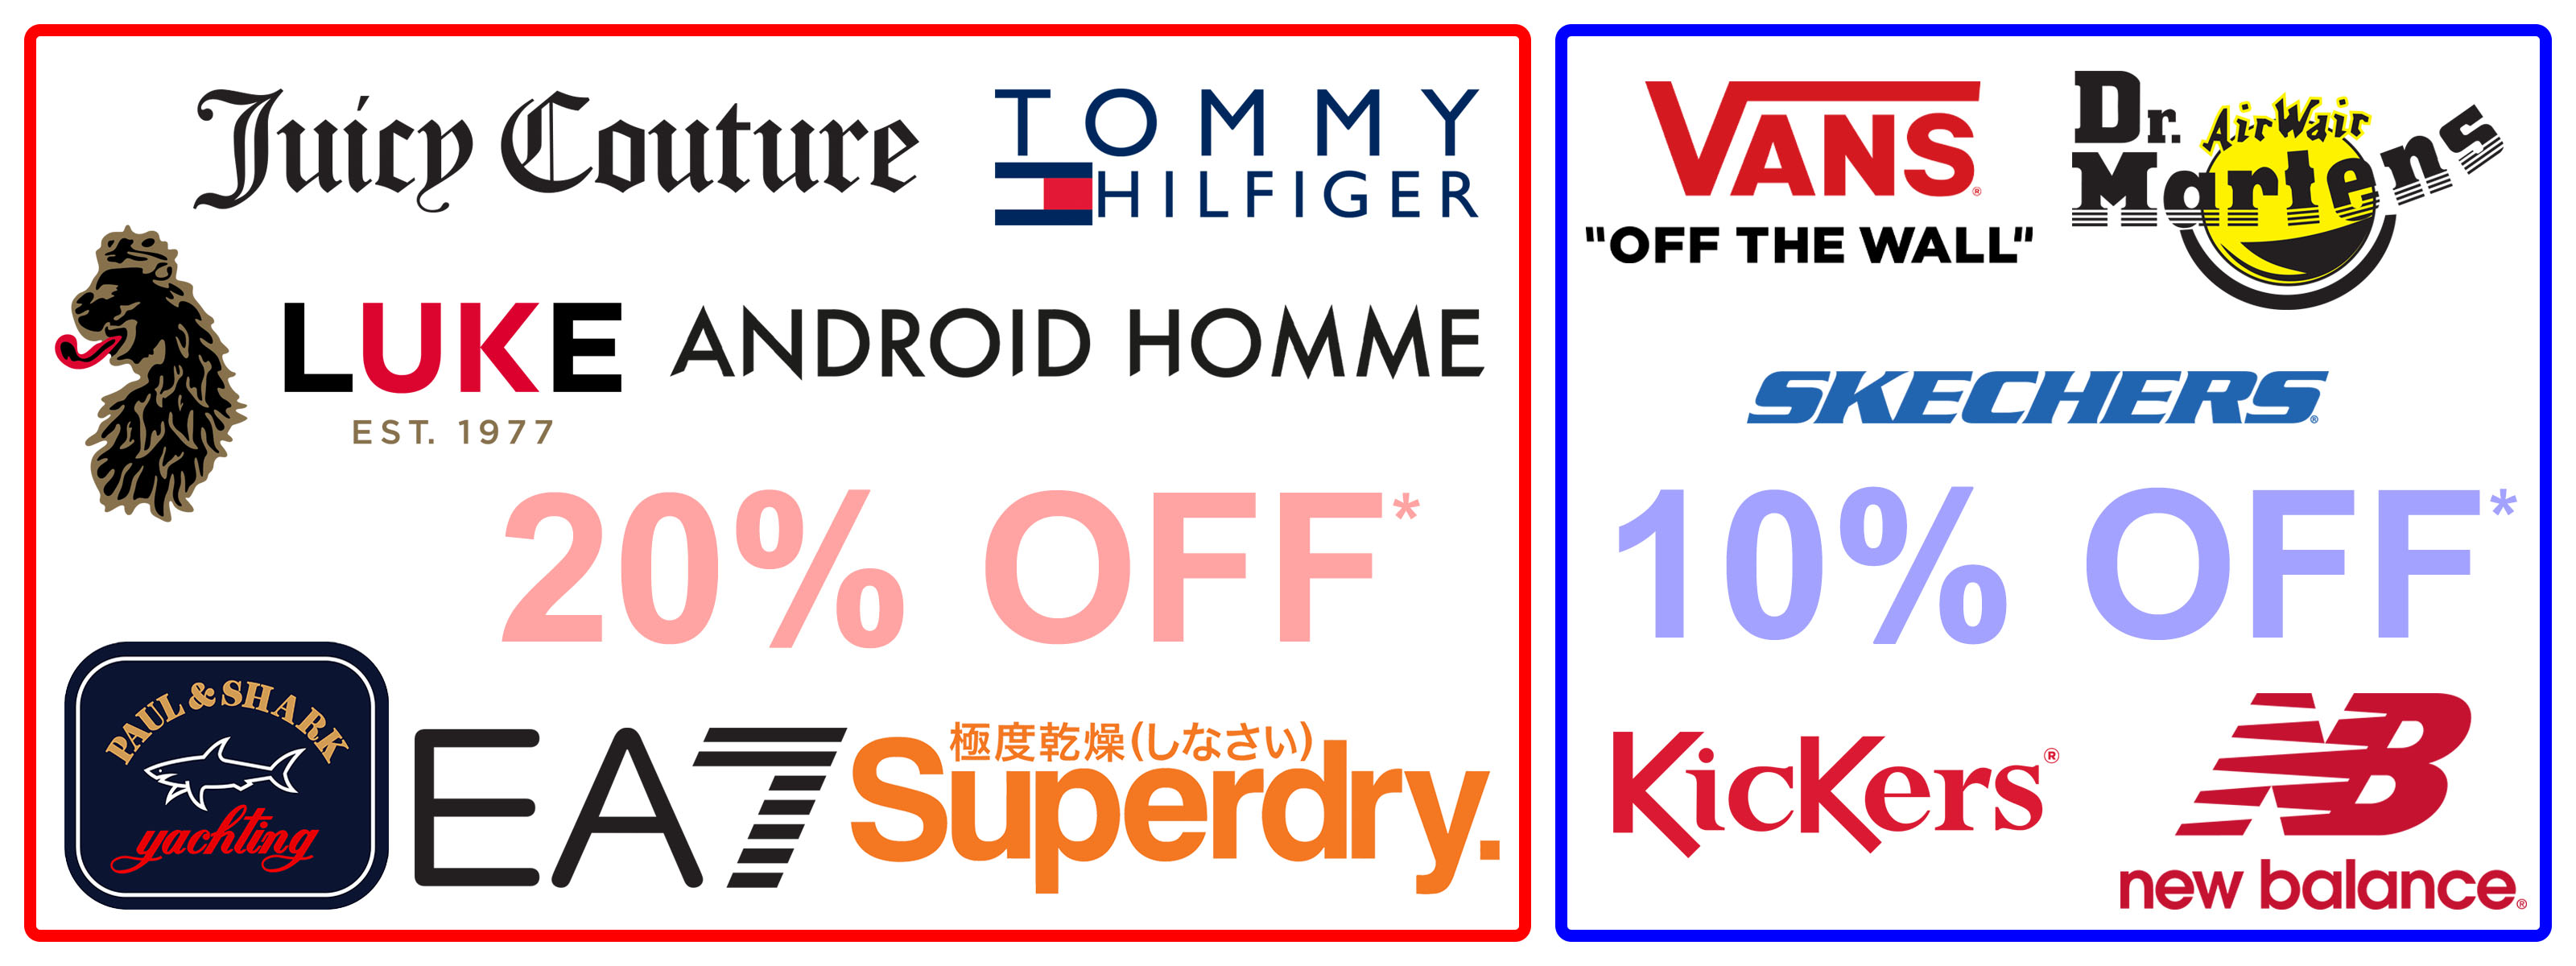 Juicy Couture
TOMMY
HILFIGER
LUKE
EST. 1977
ANDROID HOMME
20% OFF*
PAUL & SHARK
yachting
EA7
極度乾燥(しなさい)
Superdry.
VANS®
"OFF THE WALL"
Dr.
AirWair
Martens
SKECHERS®
10% OFF*
KicKers®
NB
new balance®